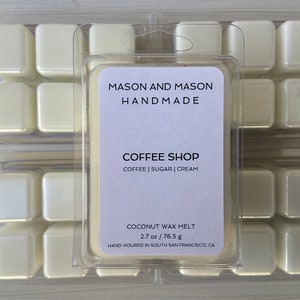 MASON AND MASON
HANDMADE
COFFEE SHOP
COFFEE | SUGAR | CREAM
COCONUT WAX MELT
2.7 oz / 76.5 g
HAND-POURED IN SOUTH SAN FRANCISCO, CA